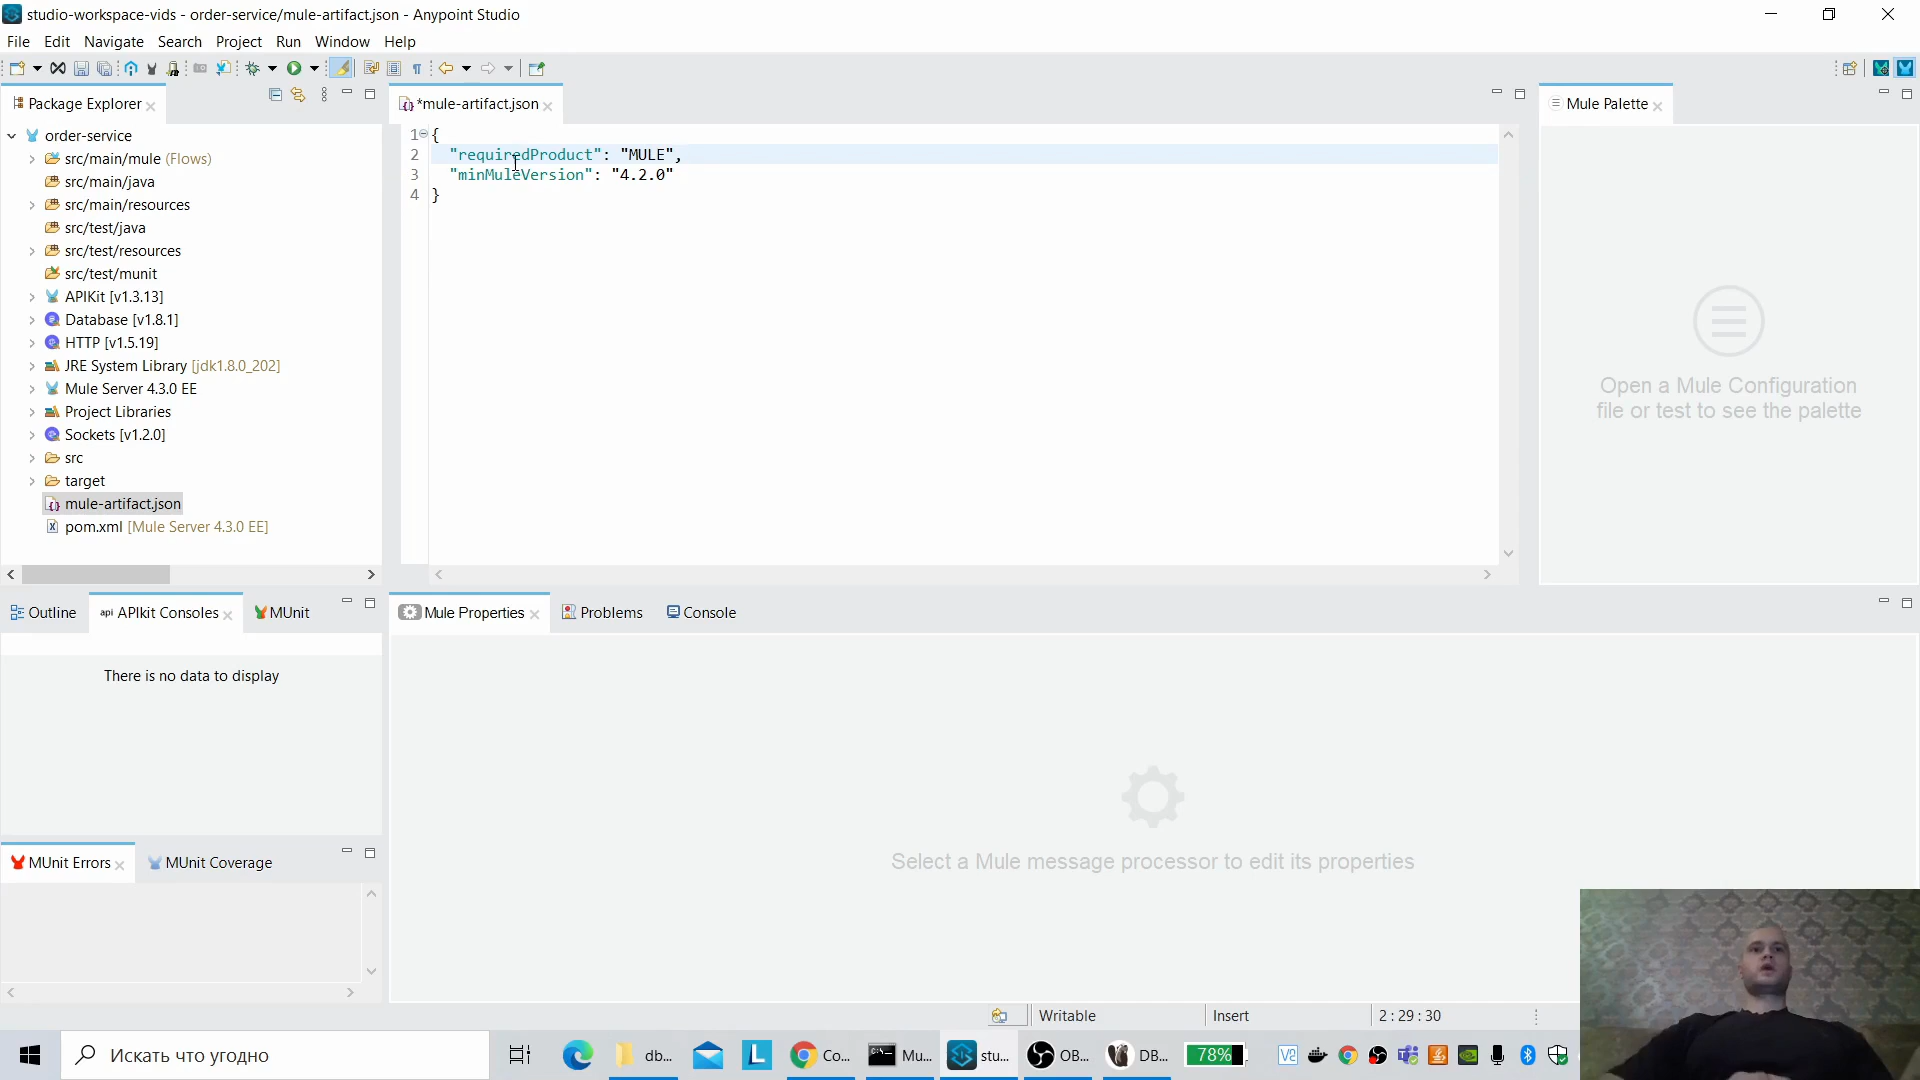 studio-workspace-vids - order-service/mule-artifact.json - Anypoint Studio
File Edit Navigate Search Project Run Window Help
Package Explorer
*mule-artifact.json
Mule Palette
order-service
src/main/mule (Flows)
src/main/java
src/main/resources
src/test/java
src/test/resources
src/test/munit
APIKit [v1.3.13]
Database [v1.8.1]
HTTP [v1.5.19]
JRE System Library [jdk1.8.0_202]
Mule Server 4.3.0 EE
Project Libraries
Sockets [v1.2.0]
src
target
mule-artifact.json
pom.xml [Mule Server 4.3.0 EE]
1 {
2 "requiredProduct": "MULE",
3 "minMuleVersion": "4.2.0"
4 }
Open a Mule Configuration
file or test to see the palette
Outline
api APIkit Consoles
MUnit
There is no data to display
Mule Properties
Problems
Console
Select a Mule message processor to edit its properties
MUnit Errors
MUnit Coverage
Writable
Insert
2 : 29 : 30
Искать что угодно
db...
L
Co...
Mu...
stu...
OB...
DB...
78%